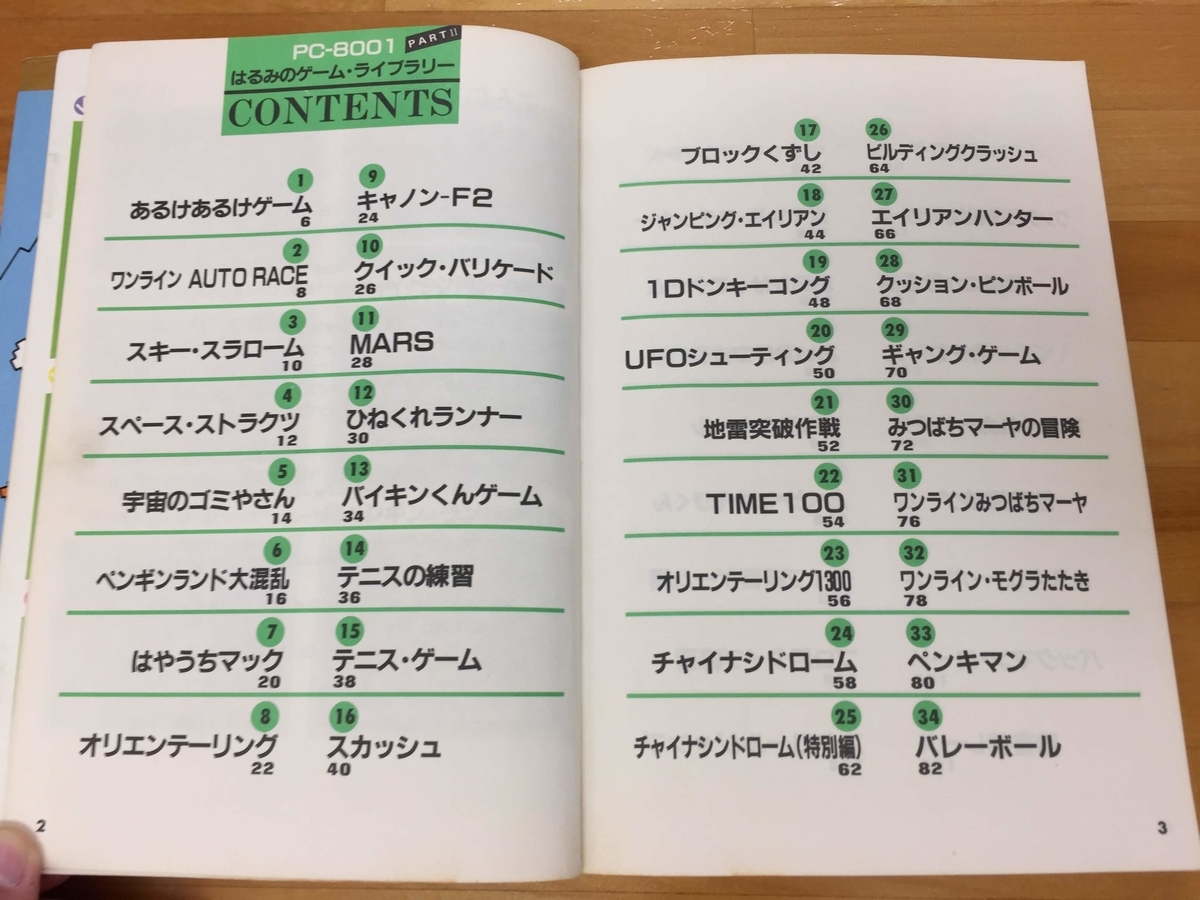 PC-8001 PART II
はるみのゲーム・ライブラリー
CONTENTS
1
あるけあるけゲーム
6
2
ワンライン AUTO RACE
8
3
スキー・スラローム
10
4
スペース・ストラクツ
12
5
宇宙のゴミやさん
14
6
ペンギンランド大混乱
16
7
はやうちマック
20
8
オリエンテーリング
22
9
キャノン-F2
24
10
クイック・バリケード
26
11
MARS
28
12
ひねくれランナー
30
13
バイキンくんゲーム
34
14
テニスの練習
36
15
テニス・ゲーム
38
16
スカッシュ
40
2
17
ブロックくずし
42
18
ジャンピング・エイリアン
44
19
1Dドンキーコング
48
20
UFOシューティング
50
21
地雷突破作戦
52
22
TIME100
54
23
オリエンテーリング1300
56
24
チャイナシドローム
58
25
チャイナシンドローム(特別編)
62
26
ビルディングクラッシュ
64
27
エイリアンハンター
66
28
クッション・ピンボール
68
29
ギャング・ゲーム
70
30
みつばちマーヤの冒険
72
31
ワンラインみつばちマーヤ
76
32
ワンライン・モグラたたき
78
33
ペンキマン
80
34
バレーボール
82
3